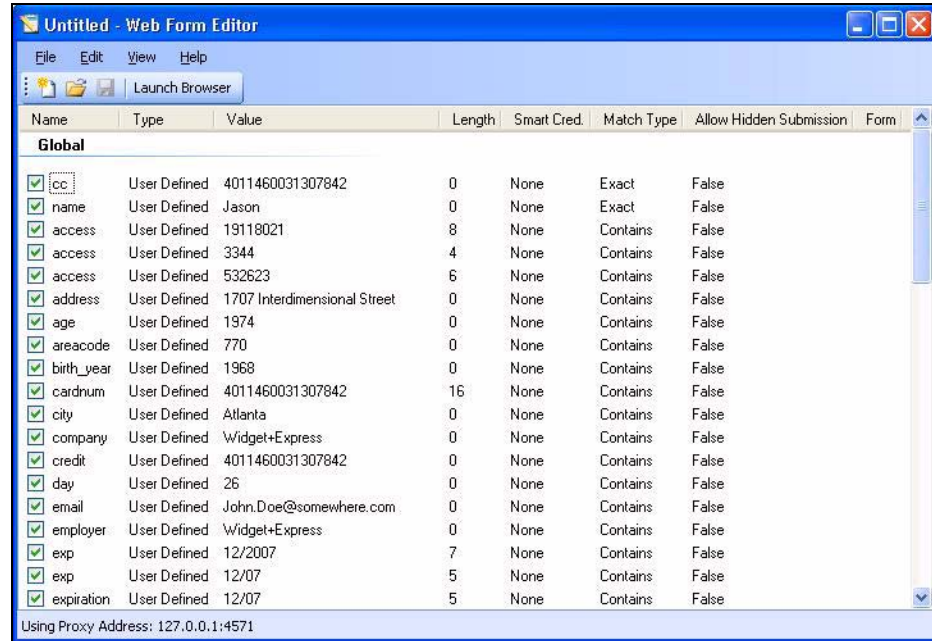 Untitled - Web Form Editor
File Edit View Help
Launch Browser
Name Type Value Length Smart Cred. Match Type Allow Hidden Submission Form
Global
cc User Defined 4011460031307842 0 None Exact False
name User Defined Jason 0 None Exact False
access User Defined 19118021 8 None Contains False
access User Defined 3344 4 None Contains False
access User Defined 532623 6 None Contains False
address User Defined 1707 Interdimensional Street 0 None Contains False
age User Defined 1974 0 None Contains False
areacode User Defined 770 0 None Contains False
birth_year User Defined 1968 0 None Contains False
cardnum User Defined 4011460031307842 16 None Contains False
city User Defined Atlanta 0 None Contains False
company User Defined Widget+Express 0 None Contains False
credit User Defined 4011460031307842 0 None Contains False
day User Defined 26 0 None Contains False
email User Defined John.Doe@somewhere.com 0 None Contains False
employer User Defined Widget+Express 0 None Contains False
exp User Defined 12/2007 7 None Contains False
exp User Defined 12/07 5 None Contains False
expiration User Defined 12/07 5 None Contains False
Using Proxy Address: 127.0.0.1:4571